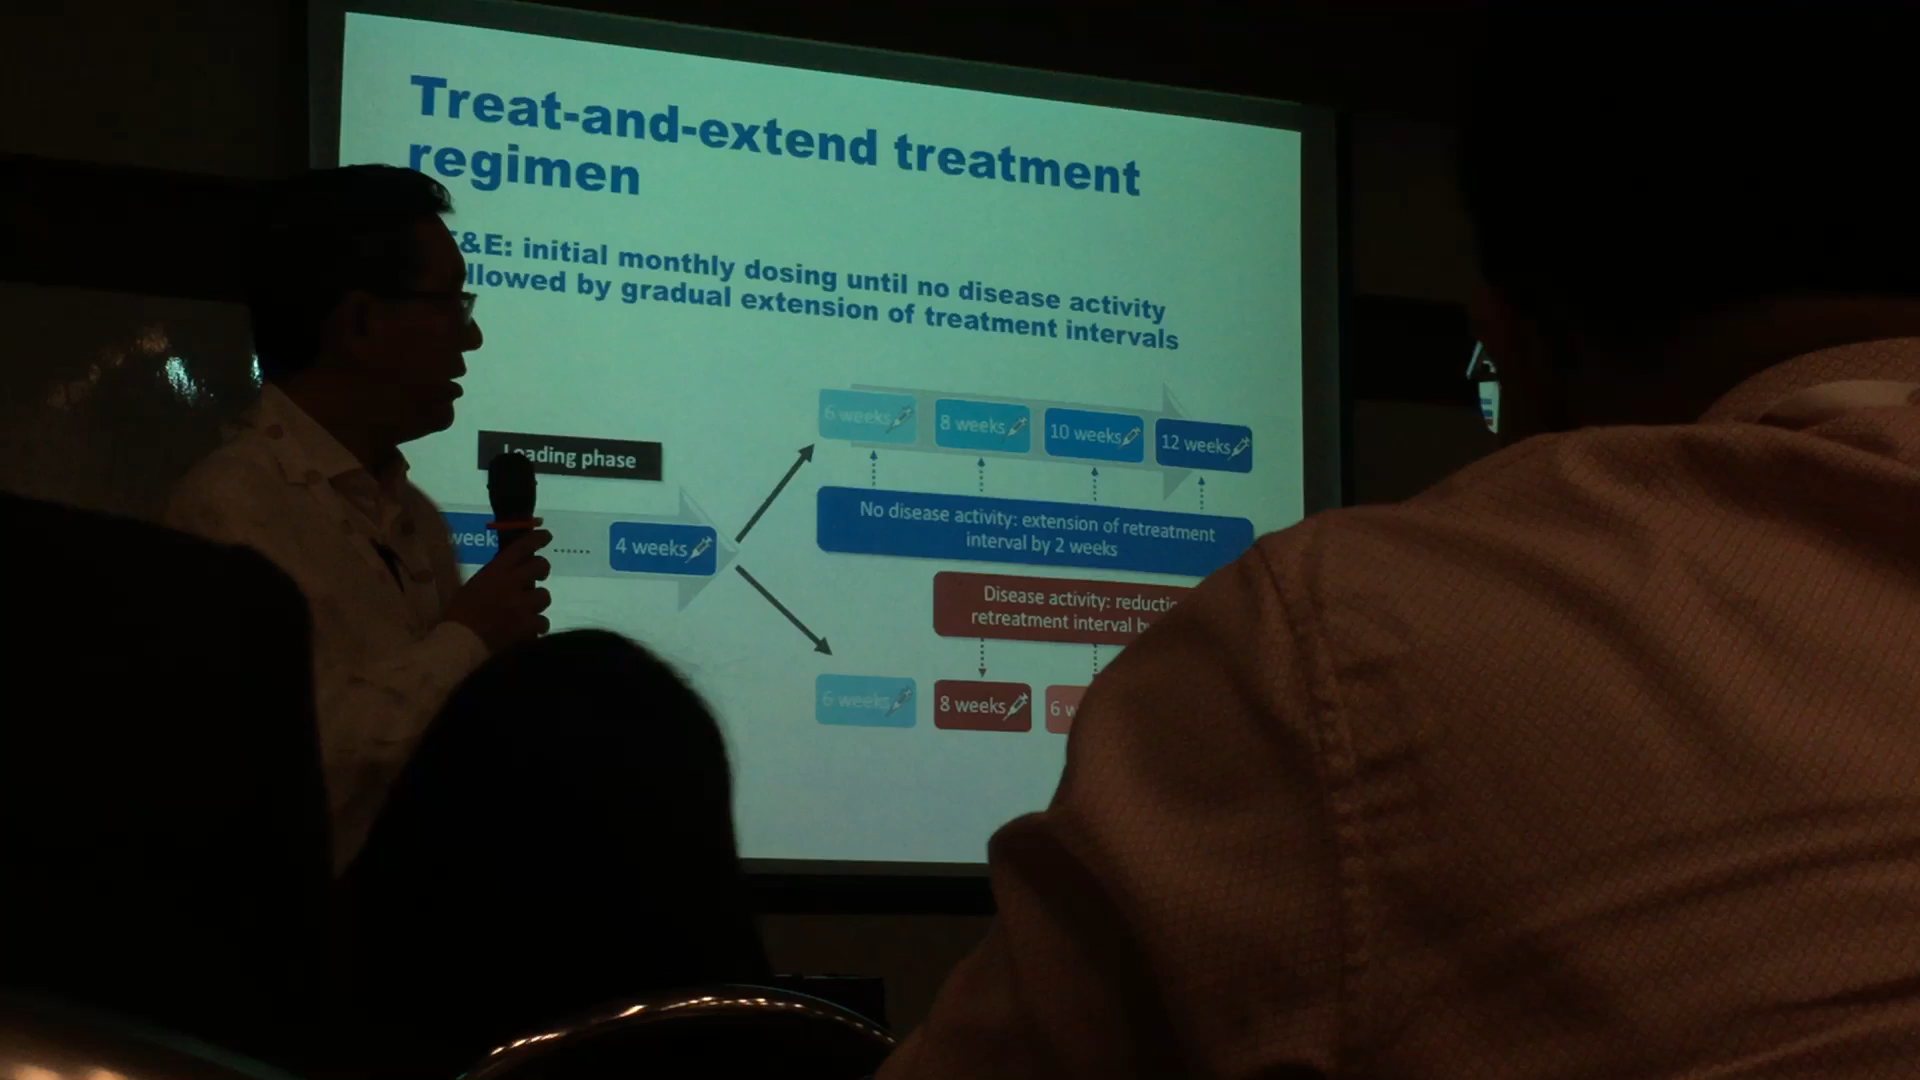 Treat-and-extend treatment
regimen
&E: initial monthly dosing until no disease activity
llowed by gradual extension of treatment intervals
6 weeks
8 weeks
10 weeks
12 weeks
Loading phase
No disease activity: extension of retreatment
interval by 2 weeks
week
......
4 weeks
Disease activity:
retreatment interval
6 weeks
8 weeks
6